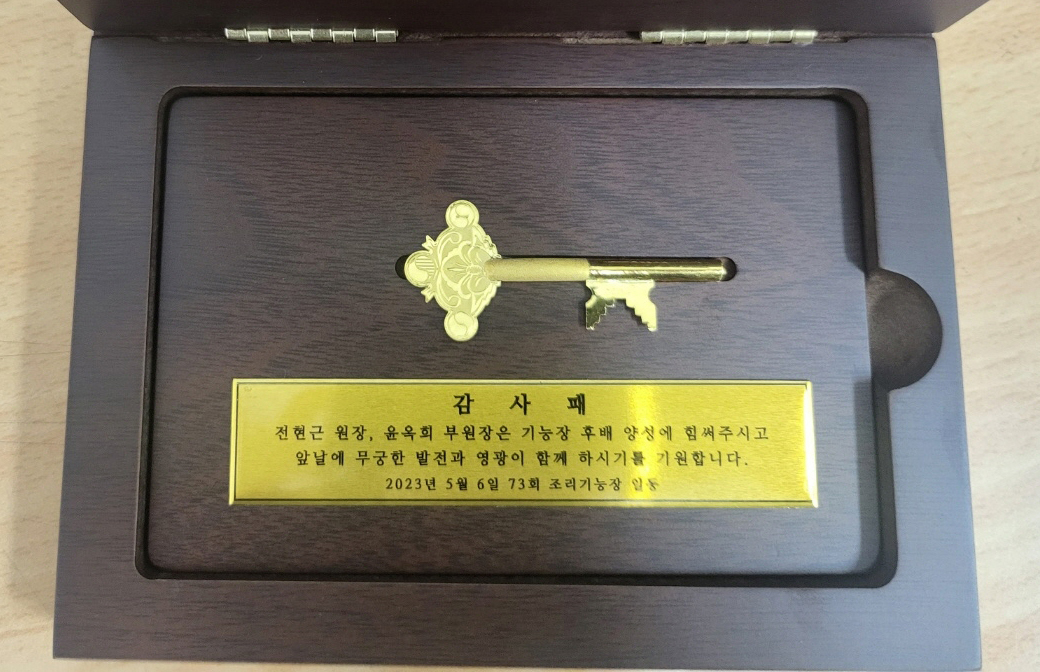 감 사 패
전현근 원장, 윤옥희 부원장은 기능장 후배 양성에 힘써주시고
앞날에 무궁한 발전과 영광이 함께 하시기를 기원합니다.
2023년 5월 6일 73회 조리기능장 일동